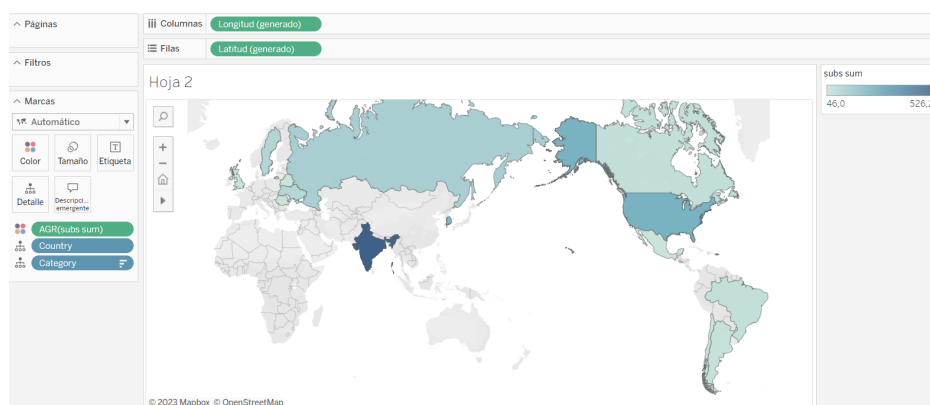 Páginas
Columnas Longitud (generado)
Filas Latitud (generado)
Filtros
Marcas
Automático
Color Tamaño Etiqueta
Detalle Descripci...
emergente
AGR(subs sum)
Country
Category
Hoja 2
subs sum
46,0 526,2
© 2023 Mapbox © OpenStreetMap